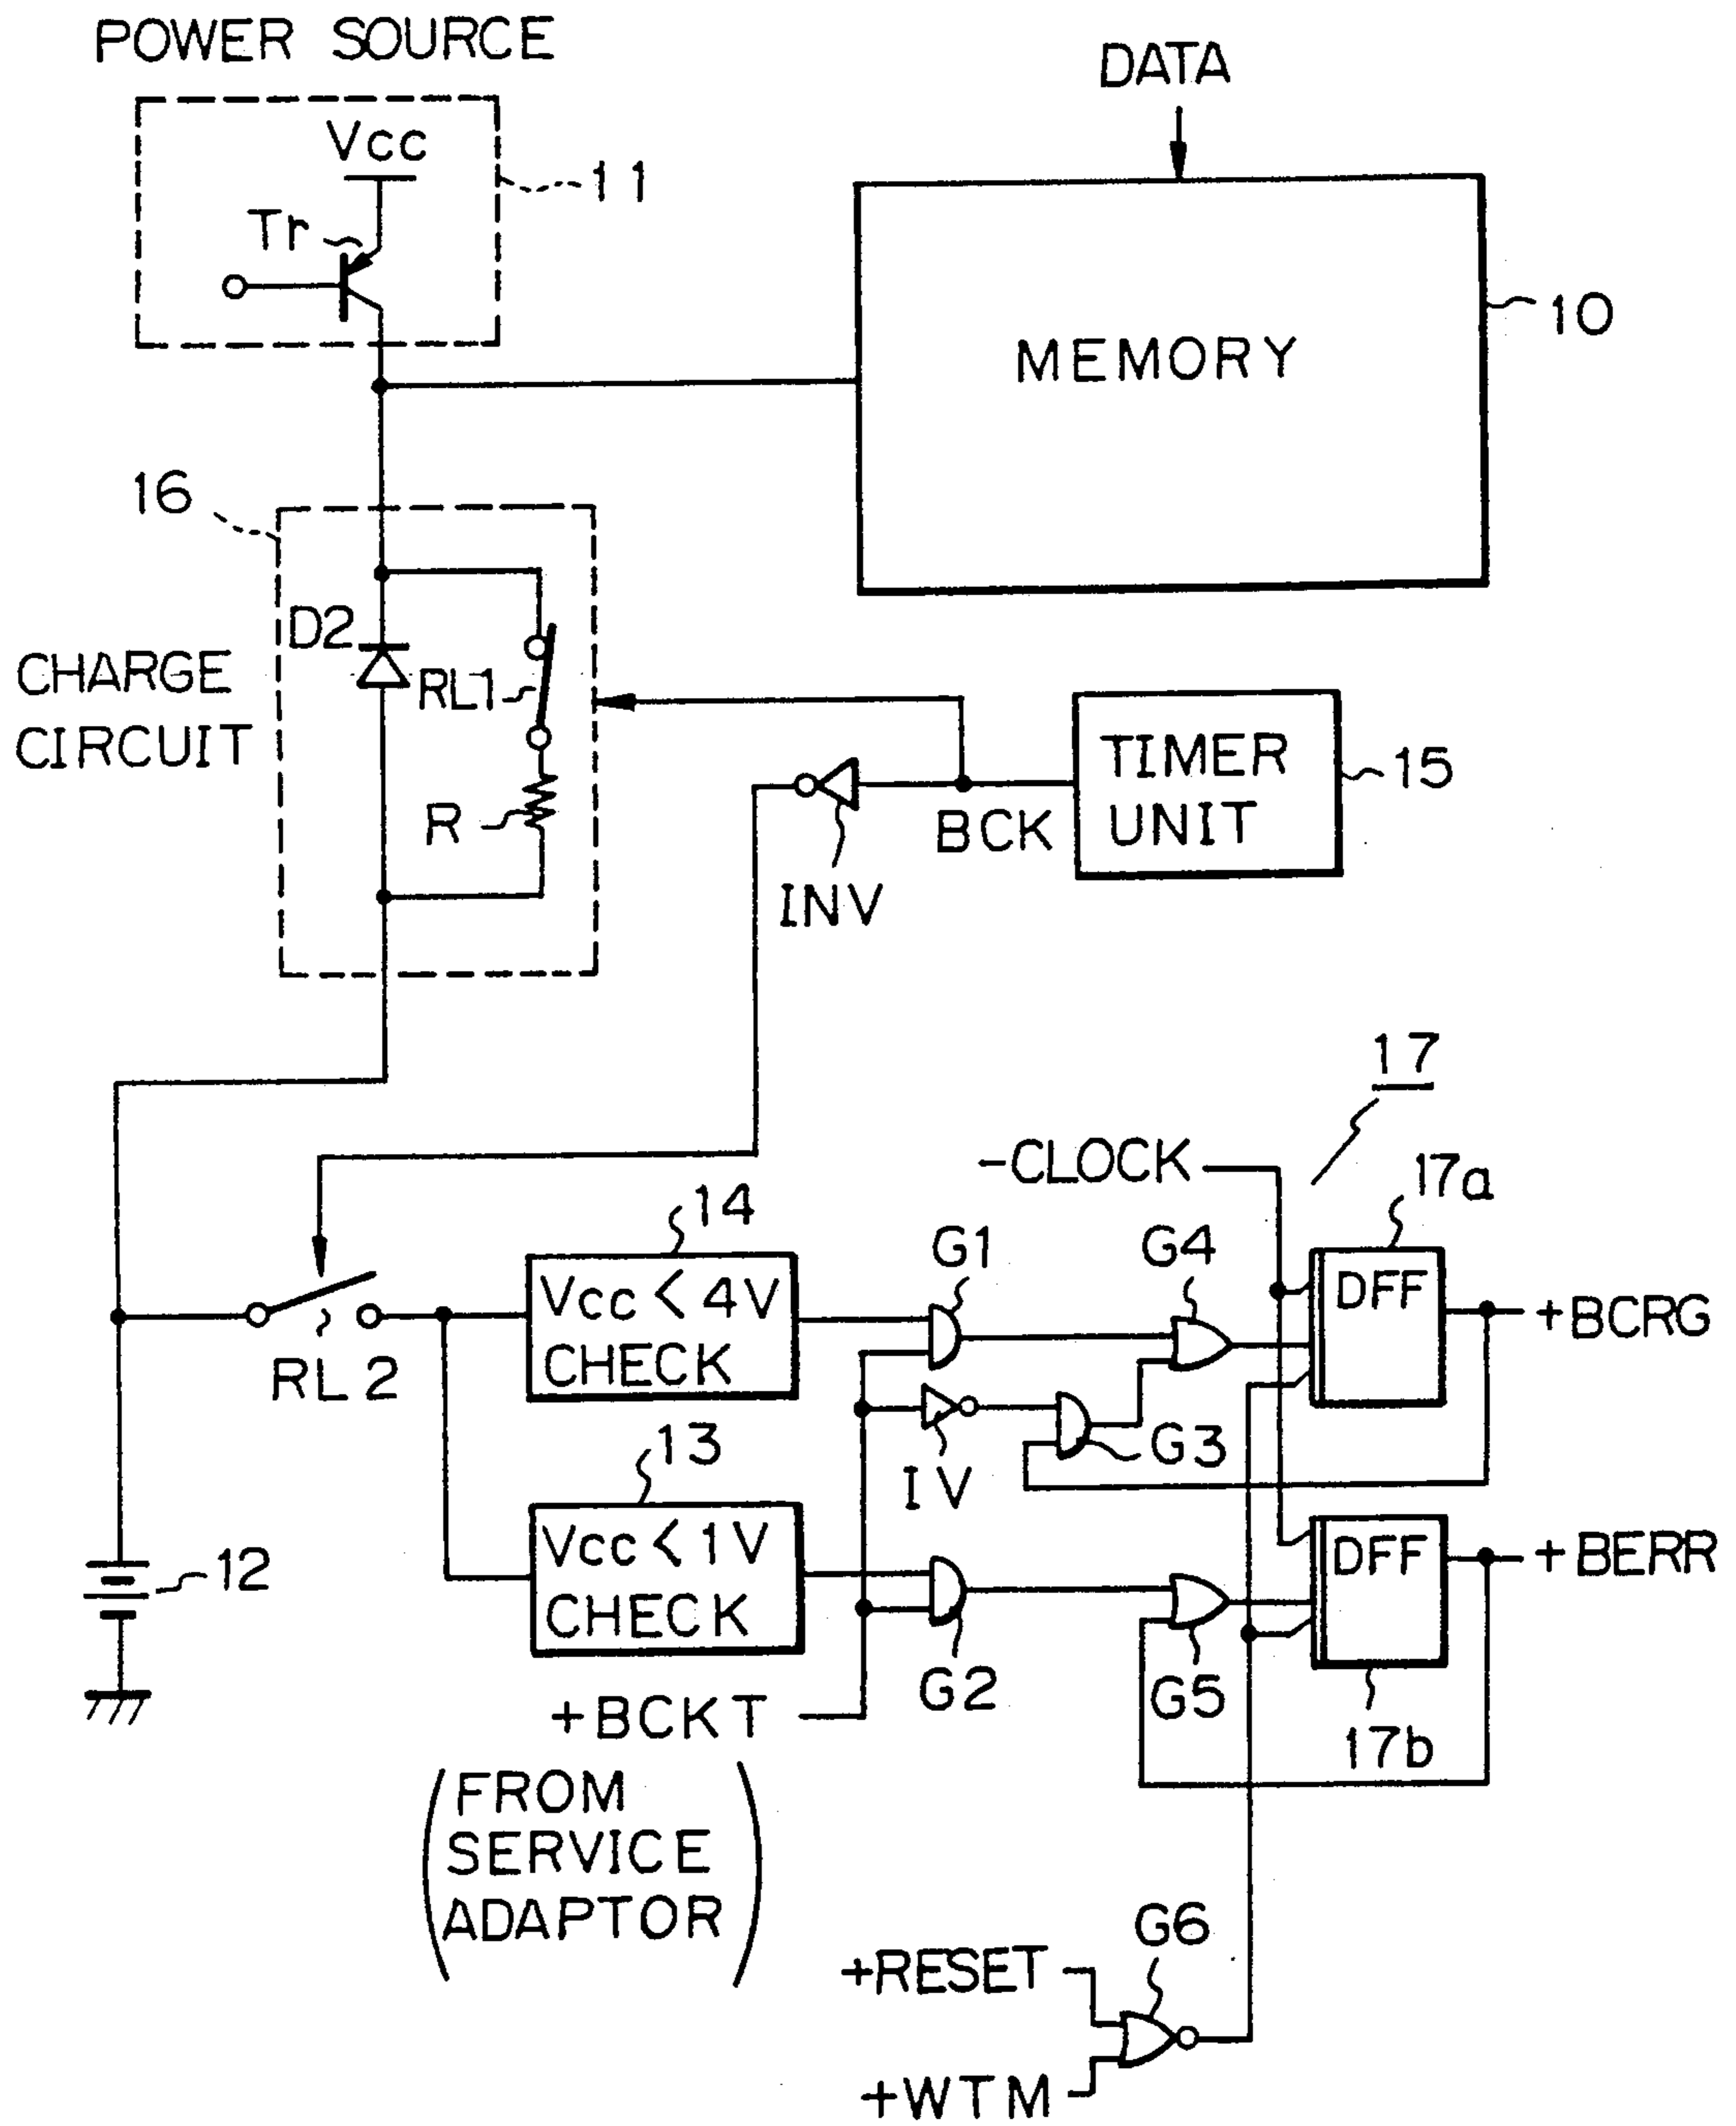 POWER SOURCE
DATA
Vcc
11
Tr
10
MEMORY
16
D2
CHARGE
CIRCUIT
RL1
TIMER
UNIT
15
R
BCK
INV
17
-CLOCK
17a
14
G1
G4
Vcc < 4V
CHECK
DFF
+BCRG
RL2
13
G3
IV
Vcc < 1V
CHECK
DFF
+BERR
12
G2
G5
+BCKT
17b
(FROM
SERVICE
ADAPTOR)
G6
+RESET
+WTM